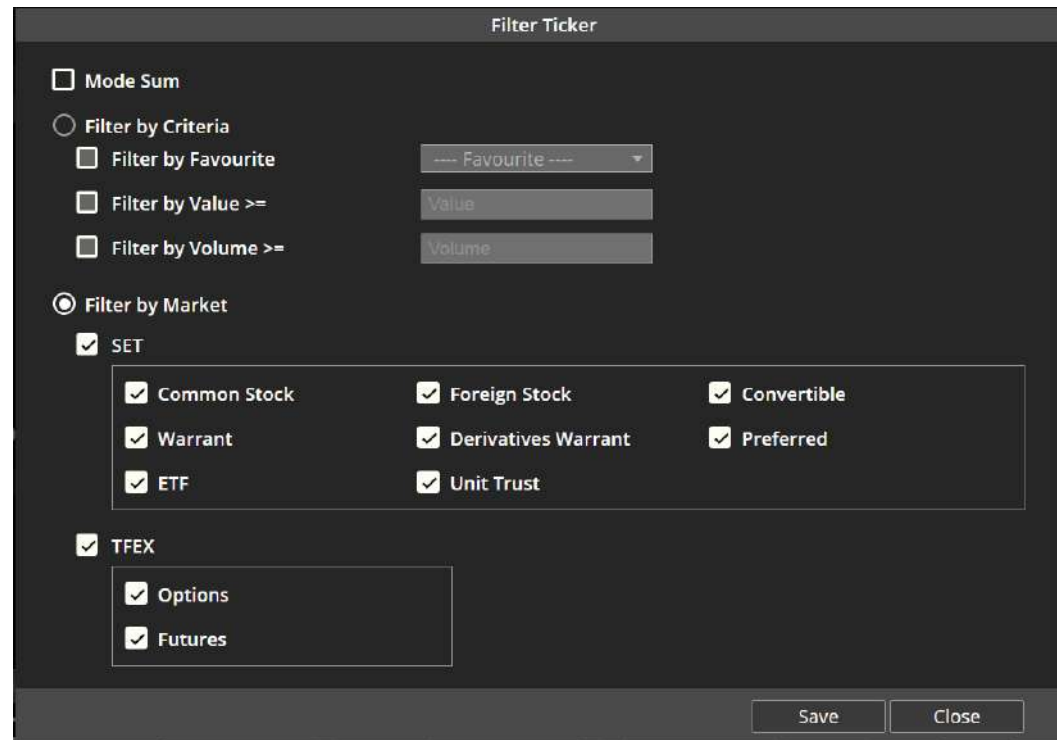 Filter Ticker
Mode Sum
Filter by Criteria
Filter by Favourite ---- Favourite ----
Filter by Value >= Value
Filter by Volume >= Volume
Filter by Market
SET
Common Stock Foreign Stock Convertible
Warrant Derivatives Warrant Preferred
ETF Unit Trust
TFEX
Options
Futures
Save Close